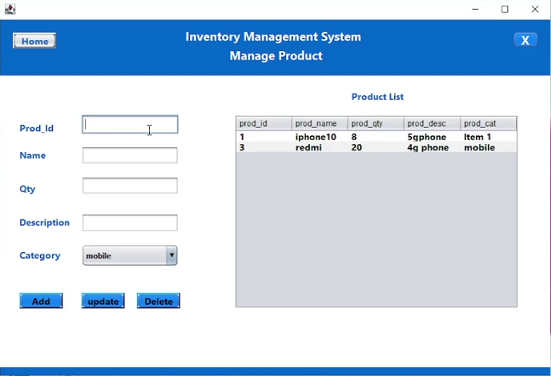 Inventory Management System
Home
Manage Product
X
Product List
Prod_Id
Name
Qty
Description
Category mobile
Add update Delete
prod_id prod_name prod_qty prod_desc prod_cat
1 iphone10 8 5gphone Item 1
3 redmi 20 4g phone mobile